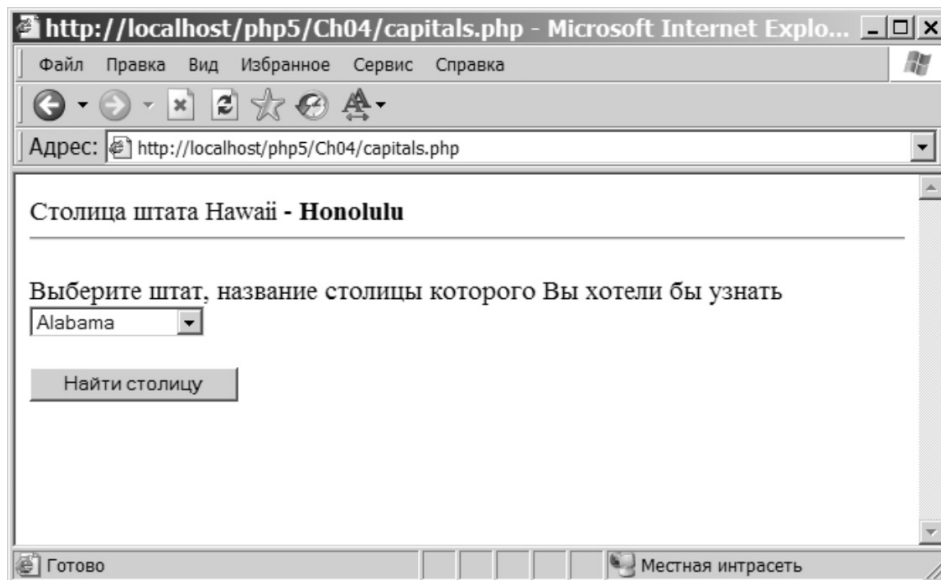 http://localhost/php5/Ch04/capitals.php - Microsoft Internet Explo...
Файл Правка Вид Избранное Сервис Справка
Адрес: http://localhost/php5/Ch04/capitals.php
Столица штата Hawaii - Honolulu
Выберите штат, название столицы которого Вы хотели бы узнать
Alabama
Найти столицу
Готово Местная интрасеть